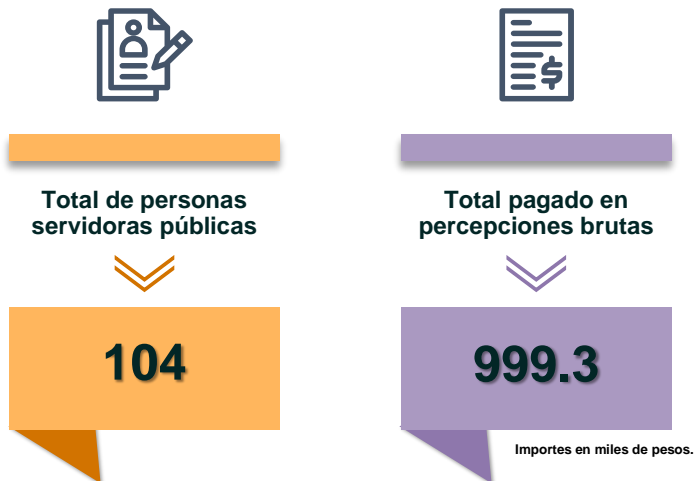 Total de personas
servidoras públicas
104
Total pagado en
percepciones brutas
999.3
Importes en miles de pesos.